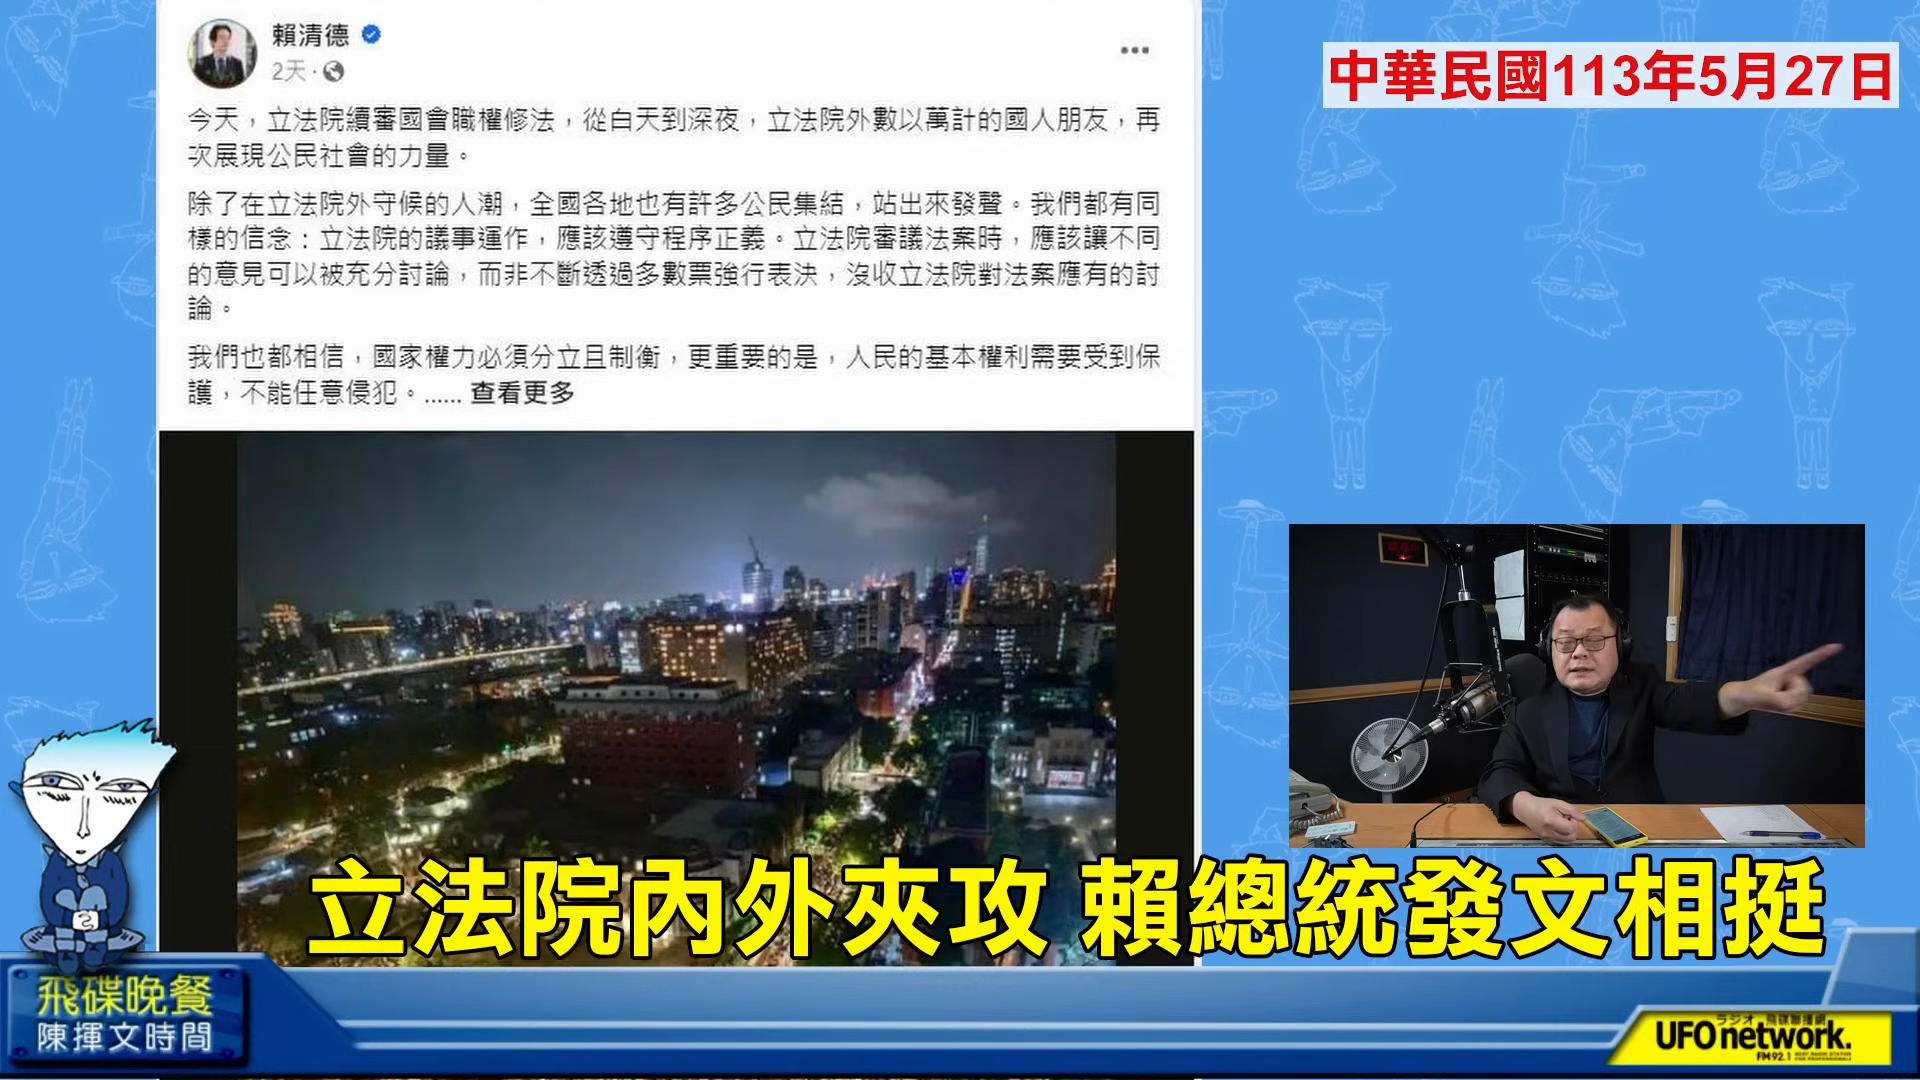 賴清德
2天·
中華民國113年5月27日
今天，立法院續審國會職權修法，從白天到深夜，立法院外數以萬計的國人朋友，再
次展現公民社會的力量。
除了在立法院外守候的人潮，全國各地也有許多公民集結，站出來發聲。我們都有同
樣的信念：立法院的議事運作，應該遵守程序正義。立法院審議法案時，應該讓不同
的意見可以被充分討論，而非不斷透過多數票強行表決，沒收立法院對法案應有的討
論。
我們也都相信，國家權力必須分立且制衡，更重要的是，人民的基本權利需要受到保
護，不能任意侵犯。...... 查看更多
立法院內外夾攻 賴總統發文相挺
飛碟晚餐
陳揮文時間
ラジオ 飛碟聯播網
UFO network.
FM92.1